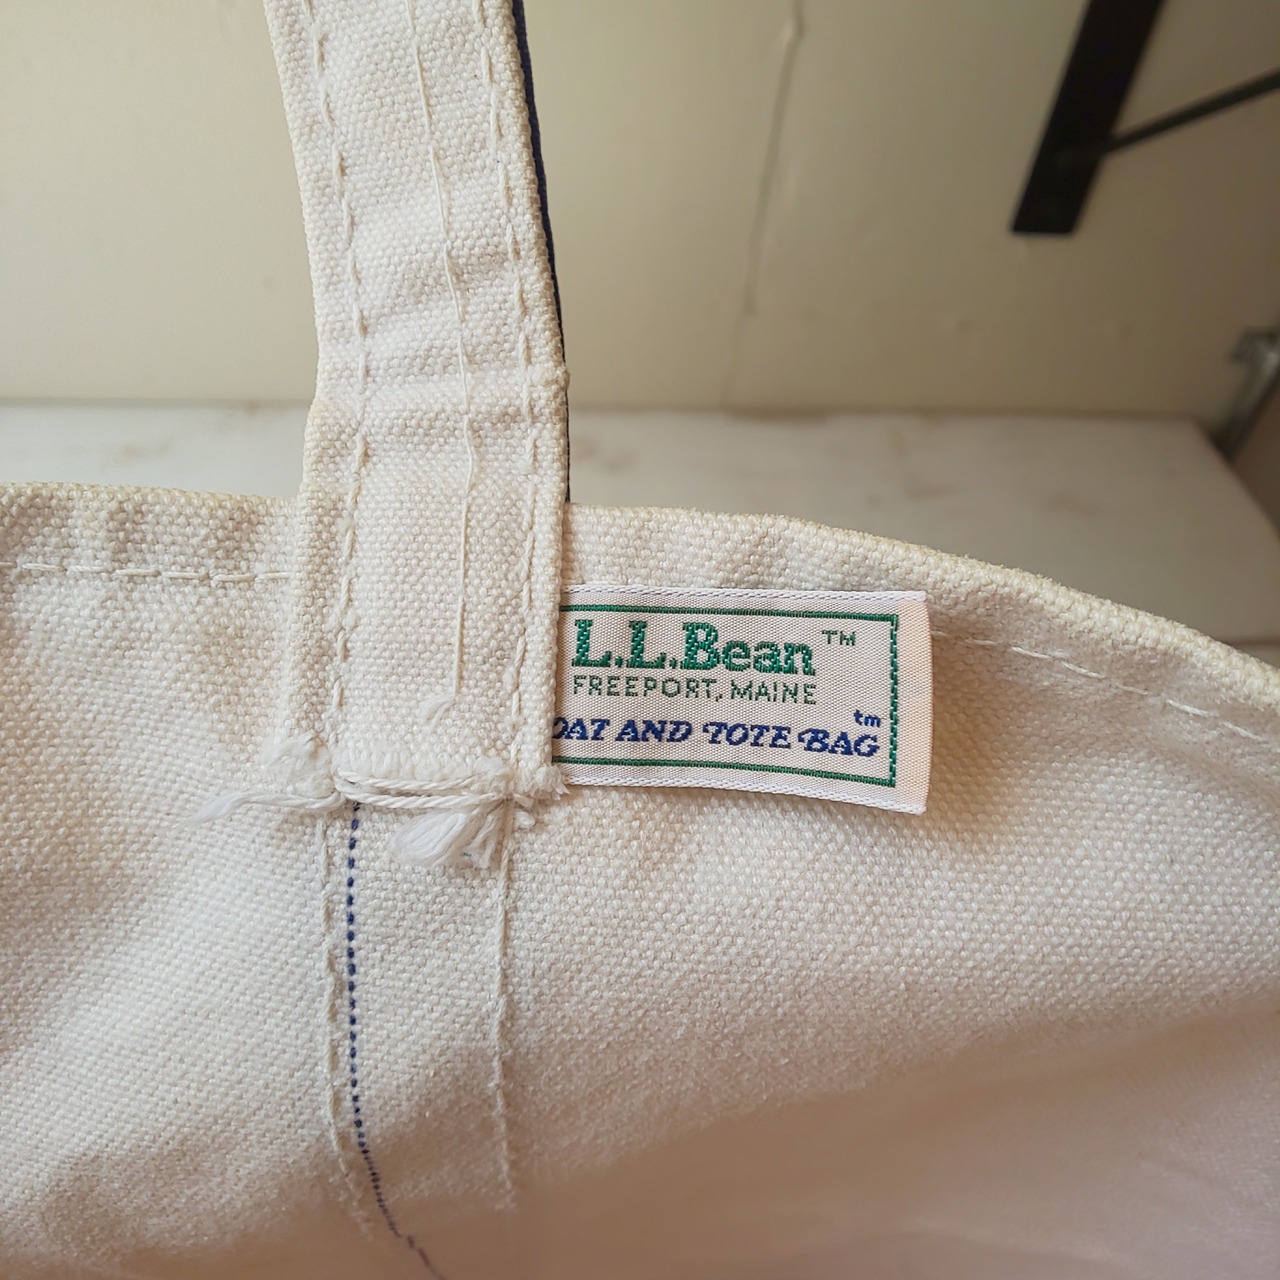 L.L.Bean™
FREEPORT, MAINE
OAT AND TOTE BAG tm